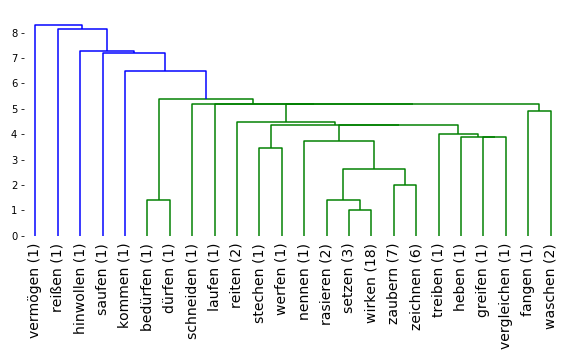 8
7
6
5
4
3
2
1
0
vermögen (1)
reißen (1)
hinwollen (1)
saufen (1)
kommen (1)
bedürfen (1)
dürfen (1)
schneiden (1)
laufen (1)
reiten (2)
stechen (1)
werfen (1)
nennen (1)
rasieren (2)
setzen (3)
wirken (18)
zaubern (7)
zeichnen (6)
treiben (1)
heben (1)
greifen (1)
vergleichen (1)
fangen (1)
waschen (2)